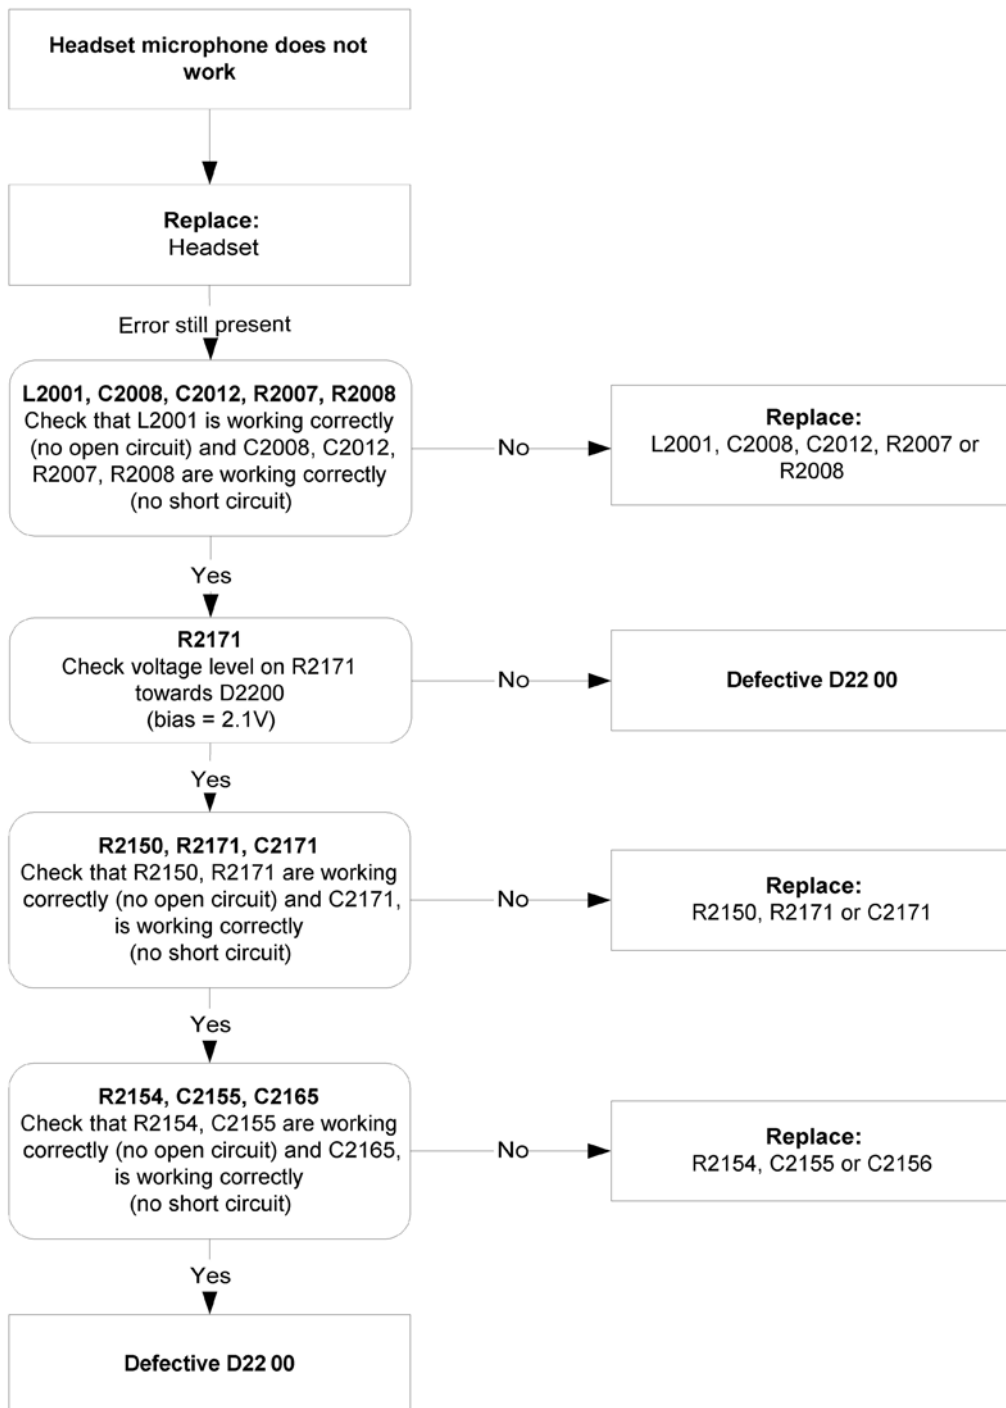 Headset microphone does not
work
Replace:
Headset
Error still present
L2001, C2008, C2012, R2007, R2008
Check that L2001 is working correctly
(no open circuit) and C2008, C2012,
R2007, R2008 are working correctly
(no short circuit)
No
Replace:
L2001, C2008, C2012, R2007 or
R2008
Yes
R2171
Check voltage level on R2171
towards D2200
(bias = 2.1V)
No
Defective D22 00
Yes
R2150, R2171, C2171
Check that R2150, R2171 are working
correctly (no open circuit) and C2171,
is working correctly
(no short circuit)
No
Replace:
R2150, R2171 or C2171
Yes
R2154, C2155, C2165
Check that R2154, C2155 are working
correctly (no open circuit) and C2165,
is working correctly
(no short circuit)
No
Replace:
R2154, C2155 or C2156
Yes
Defective D22 00